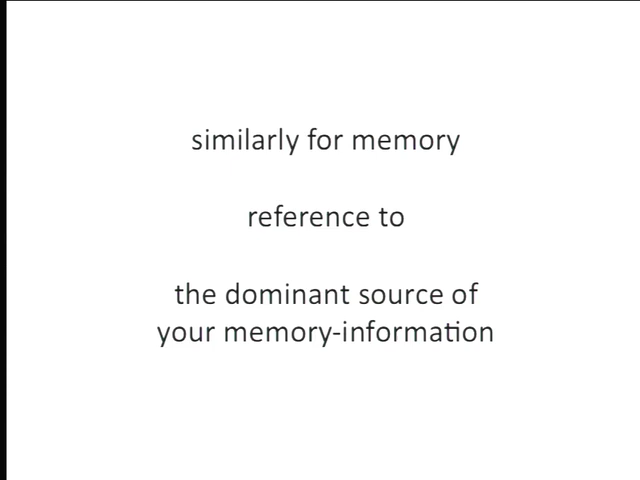 similarly for memory
reference to
the dominant source of
your memory-information